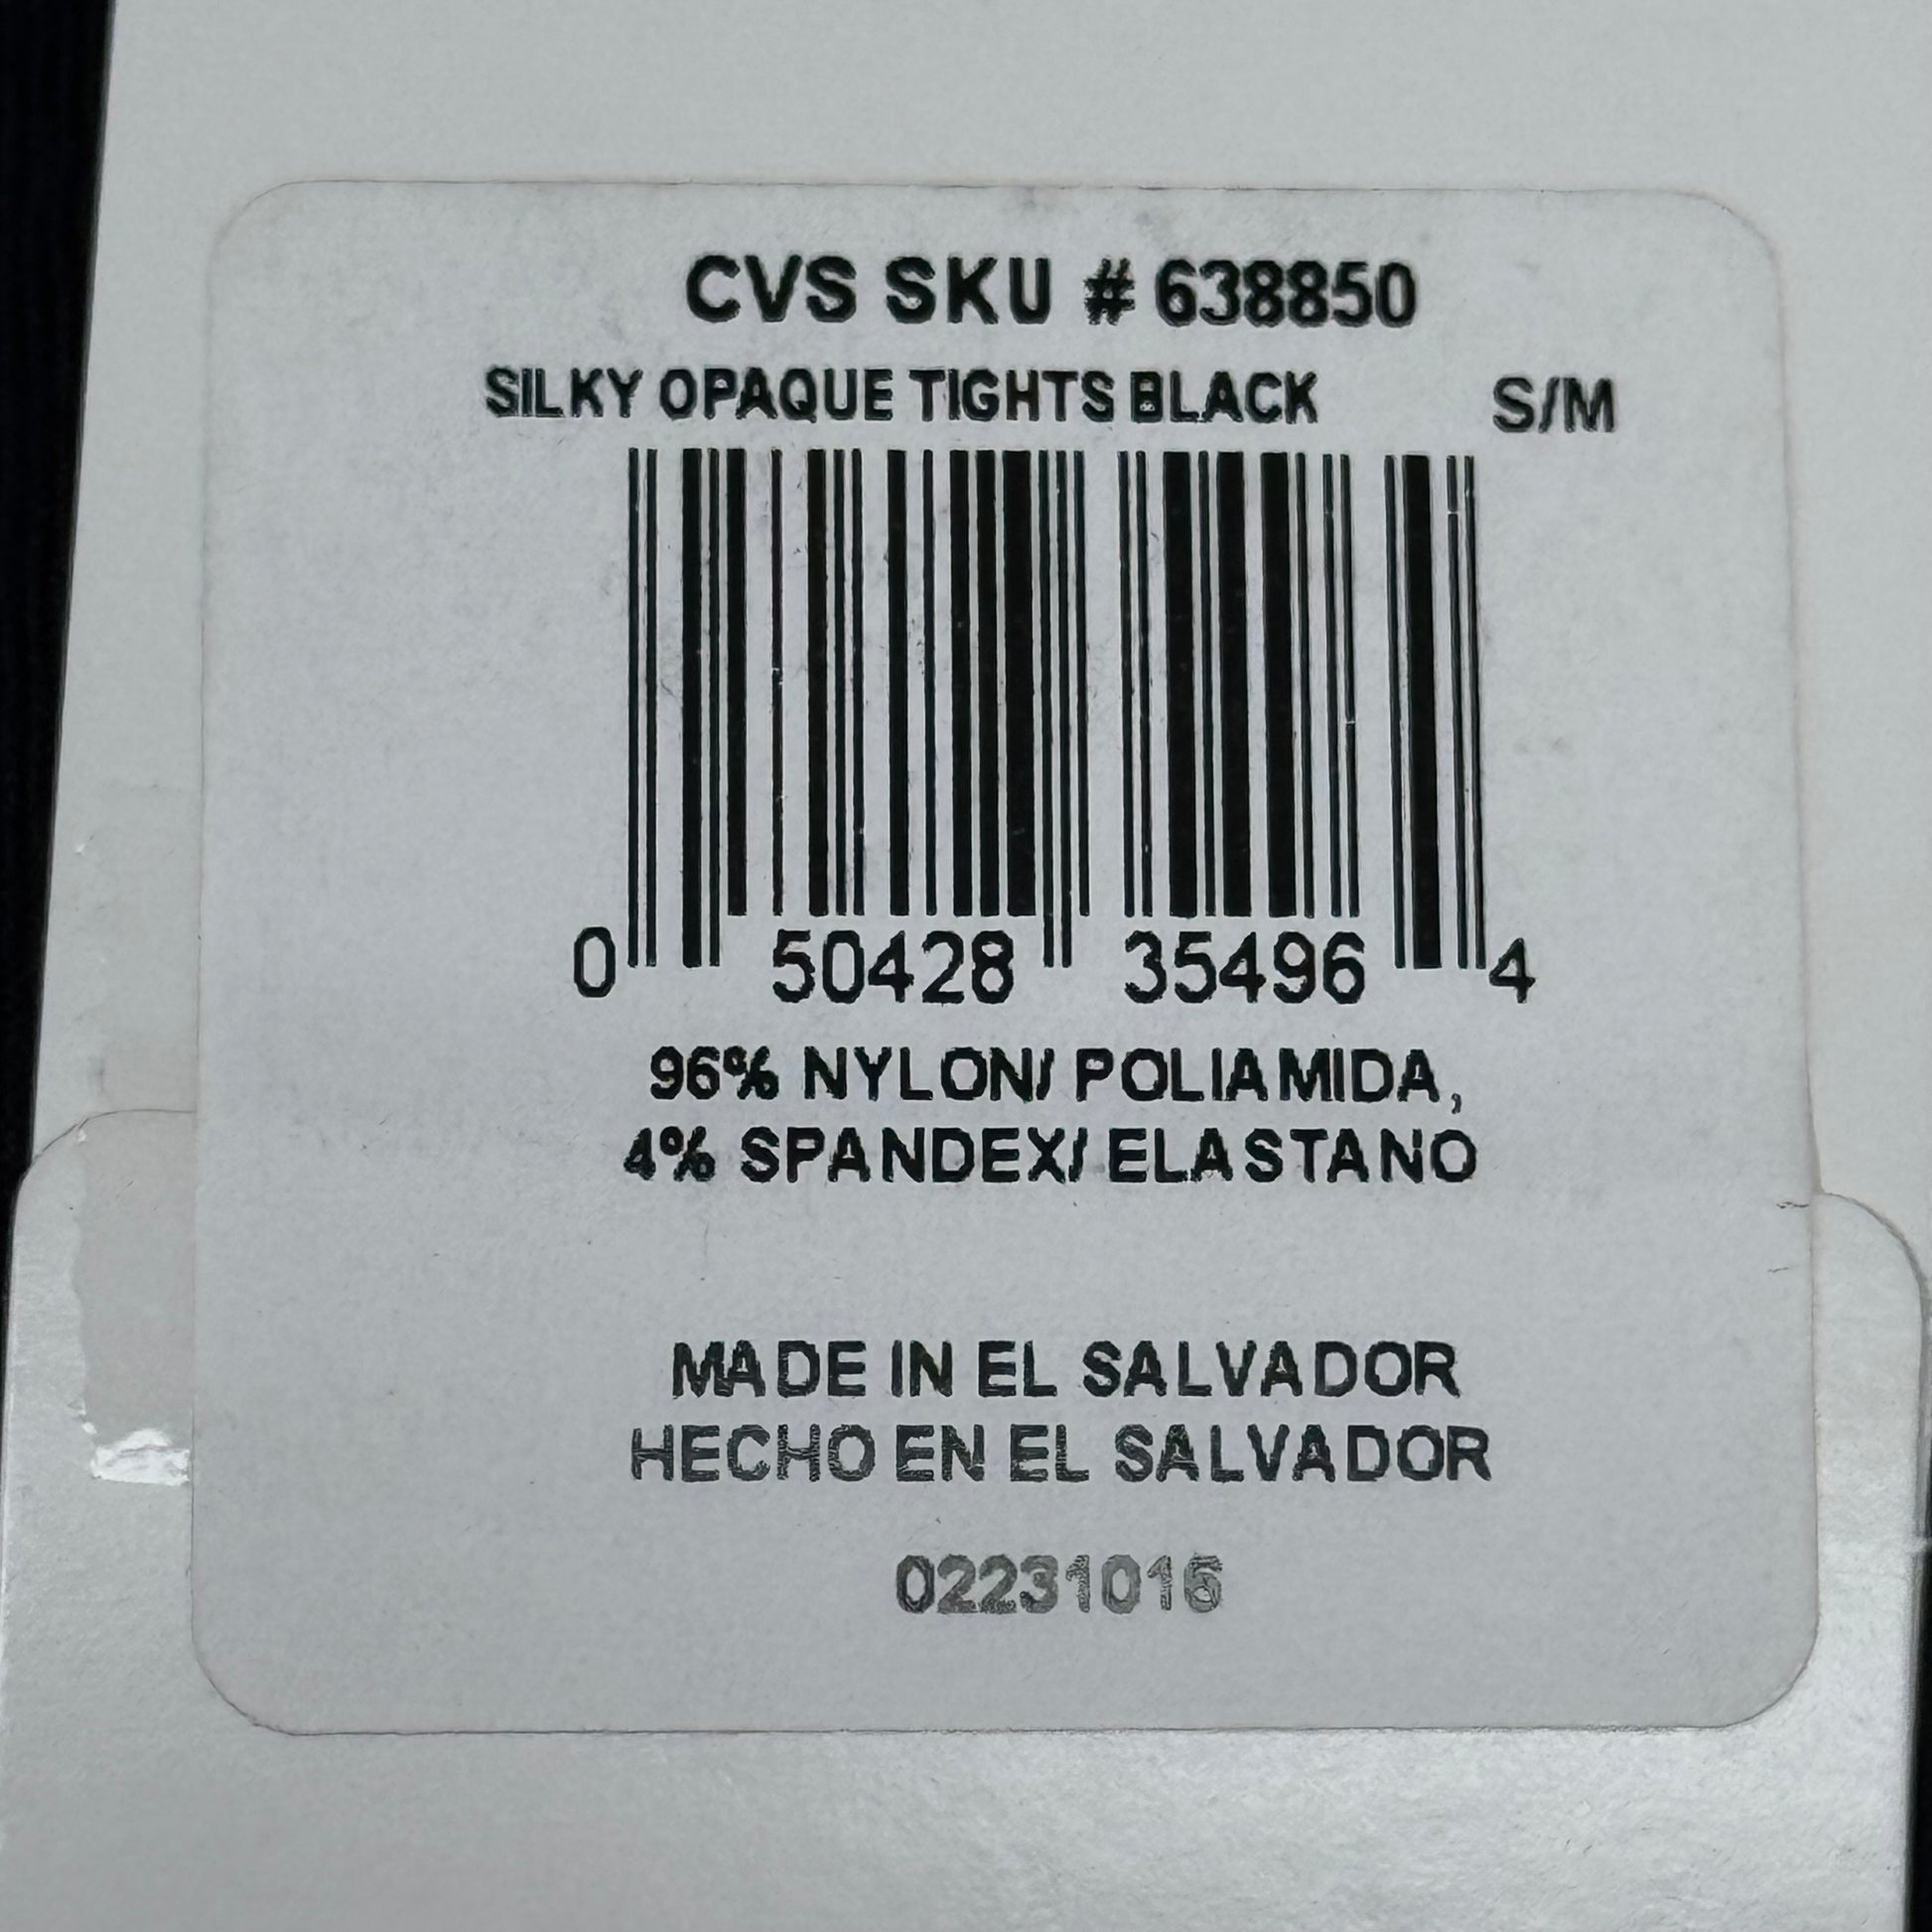 CVS SKU # 638850
SILKY OPAQUE TIGHTS BLACK S/M
0 50428 35496 4
96% NYLON/ POLIAMIDA,
4% SPANDEX/ ELASTANO
MADE IN EL SALVADOR
HECHO EN EL SALVADOR